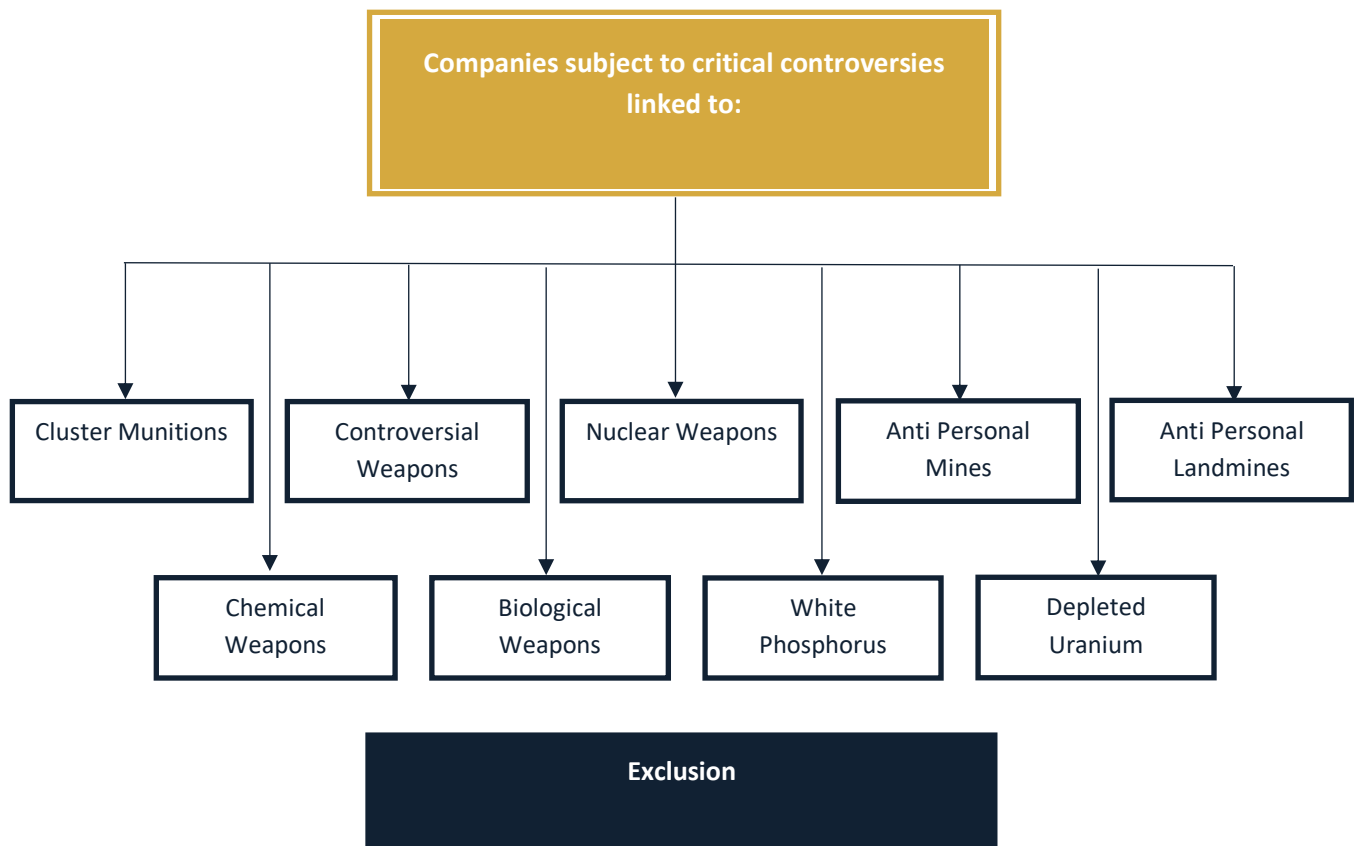 Companies subject to critical controversies
linked to:
Cluster Munitions
Controversial
Weapons
Nuclear Weapons
Anti Personal
Mines
Anti Personal
Landmines
Chemical
Weapons
Biological
Weapons
White
Phosphorus
Depleted
Uranium
Exclusion